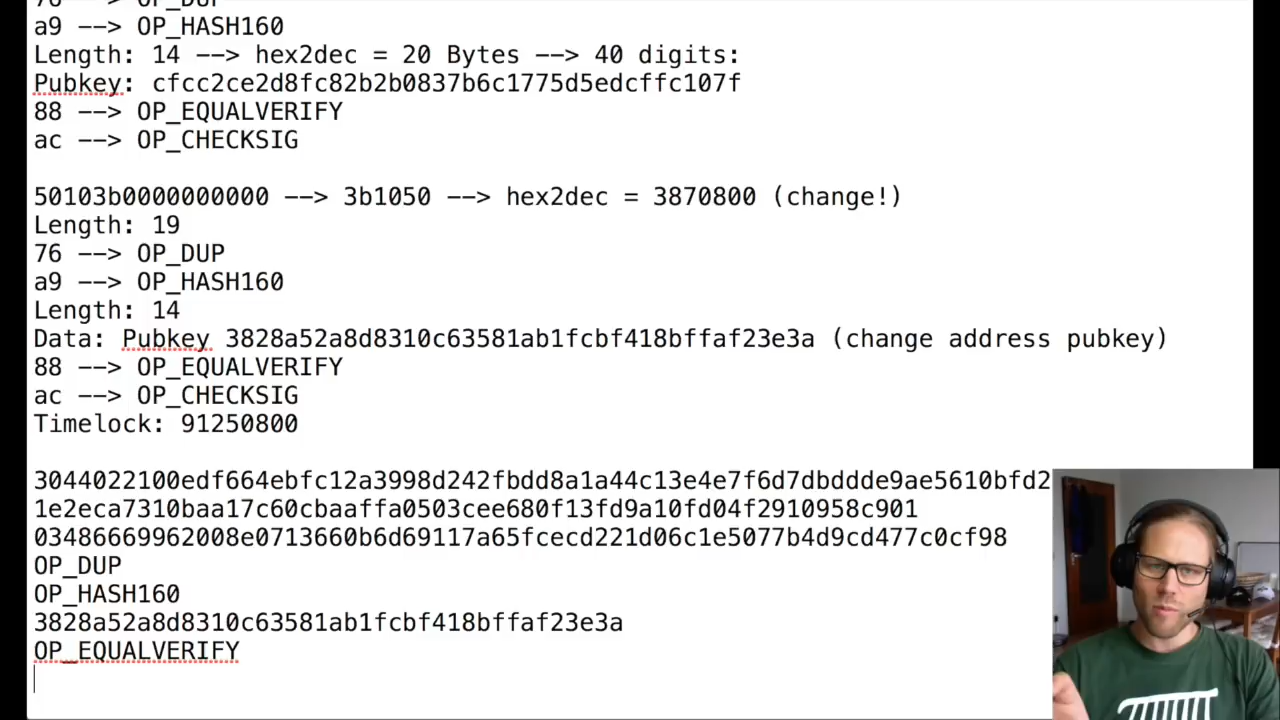 76 --> OP_DUP
a9 --> OP_HASH160
Length: 14 --> hex2dec = 20 Bytes --> 40 digits:
Pubkey: cfcc2ce2d8fc82b2b0837b6c1775d5edcffc107f
88 --> OP_EQUALVERIFY
ac --> OP_CHECKSIG
50103b0000000000 --> 3b1050 --> hex2dec = 3870800 (change!)
Length: 19
76 --> OP_DUP
a9 --> OP_HASH160
Length: 14
Data: Pubkey 3828a52a8d8310c63581ab1fcbf418bffaf23e3a (change address pubkey)
88 --> OP_EQUALVERIFY
ac --> OP_CHECKSIG
Timelock: 91250800
3044022100edf664ebfc12a3998d242fbdd8a1a44c13e4e7f6d7dbddde9ae5610bfd2
1e2eca7310baa17c60cbaaffa0503cee680f13fd9a10fd04f2910958c901
03486669962008e0713660b6d69117a65fcecd221d06c1e5077b4d9cd477c0cf98
OP_DUP
OP_HASH160
3828a52a8d8310c63581ab1fcbf418bffaf23e3a
OP_EQUALVERIFY